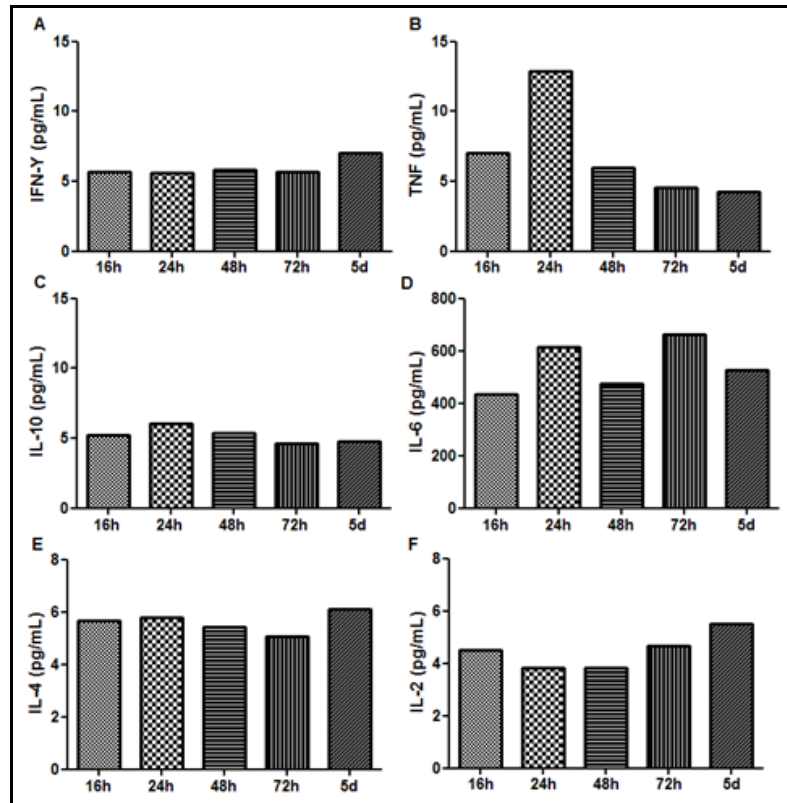 A
IFN-Y (pg/mL)
15
10
5
0
16h 24h 48h 72h 5d
B
TNF (pg/mL)
15
10
5
0
16h 24h 48h 72h 5d
C
IL-10 (pg/mL)
15
10
5
0
16h 24h 48h 72h 5d
D
IL-6 (pg/mL)
800
600
400
200
0
16h 24h 48h 72h 5d
E
IL-4 (pg/mL)
8
6
4
2
0
16h 24h 48h 72h 5d
F
IL-2 (pg/mL)
8
6
4
2
0
16h 24h 48h 72h 5d